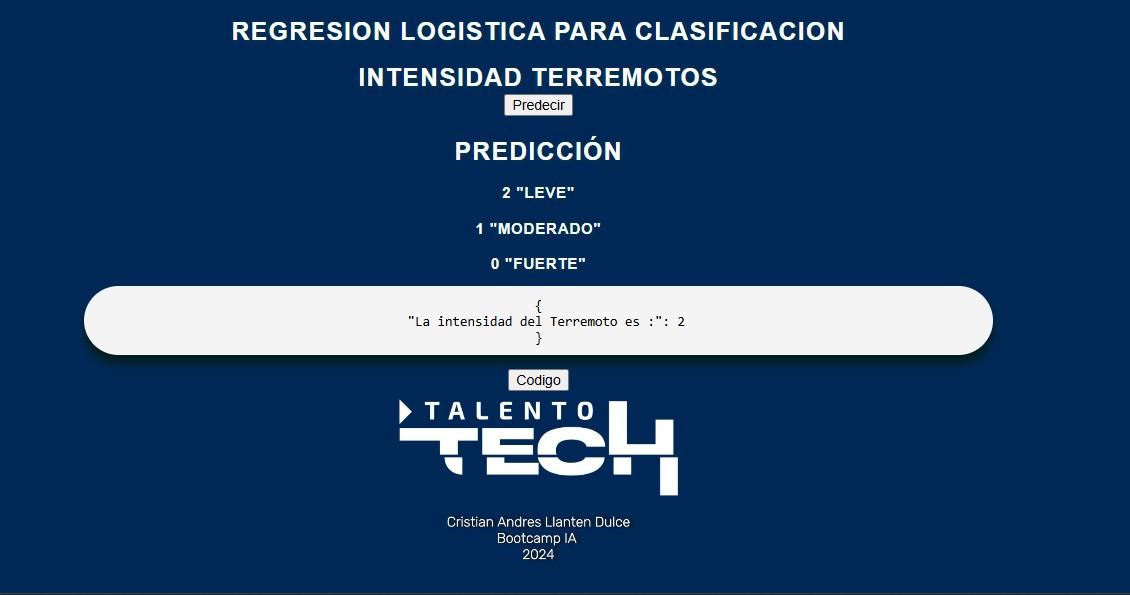 REGRESION LOGISTICA PARA CLASIFICACION
INTENSIDAD TERREMOTOS
Predecir
PREDICCIÓN
2 "LEVE"
1 "MODERADO"
0 "FUERTE"
{
"La intensidad del Terremoto es :": 2
}
Codigo
TALENTO
TECH
Cristian Andres Llanten Dulce
Bootcamp IA
2024